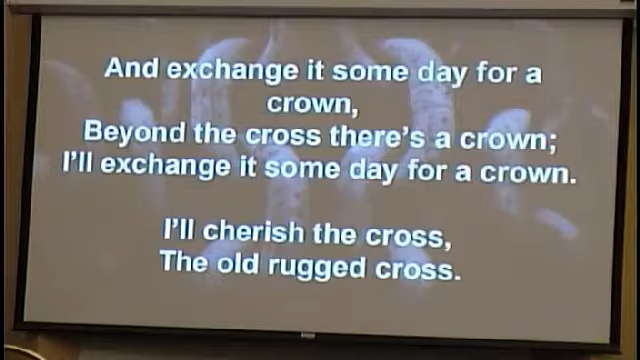 And exchange it some day for a
crown,
Beyond the cross there's a crown;
I'll exchange it some day for a crown.
I'll cherish the cross,
The old rugged cross.